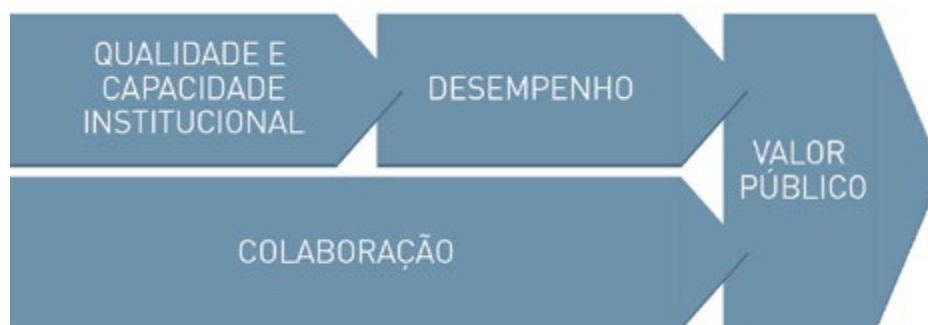 QUALIDADE E
CAPACIDADE
INSTITUCIONAL
DESEMPENHO
VALOR
PÚBLICO
COLABORAÇÃO